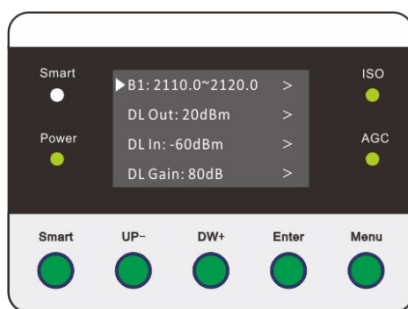 Smart
ISO
B1: 2110.0~2120.0 >
DL Out: 20dBm >
Power
AGC
DL In: -60dBm >
DL Gain: 80dB >
Smart UP- DW+ Enter Menu